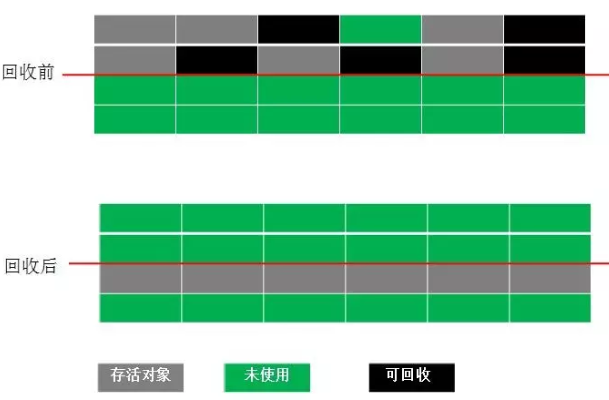 回收前
回收后
存活对象
未使用
可回收